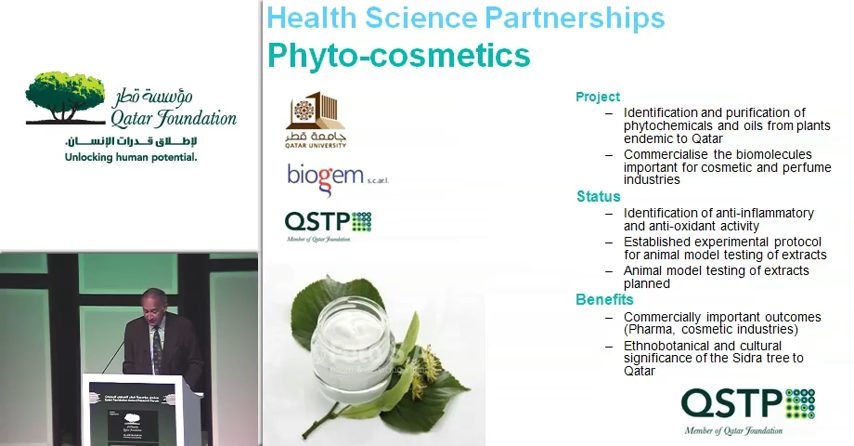 Health Science Partnerships
Phyto-cosmetics
مؤسسة قطر
Qatar Foundation
لإطلاق قدرات الإنسان.
Unlocking human potential.
جامعة قطر
QATAR UNIVERSITY
biogem s.c.ar.l.
QSTP
Member of Qatar Foundation
Project
– Identification and purification of
phytochemicals and oils from plants
endemic to Qatar
– Commercialise the biomolecules
important for cosmetic and perfume
industries
Status
– Identification of anti-inflammatory
and anti-oxidant activity
– Established experimental protocol
for animal model testing of extracts
– Animal model testing of extracts
planned
Benefits
– Commercially important outcomes
(Pharma, cosmetic industries)
– Ethnobotanical and cultural
significance of the Sidra tree to
Qatar
QSTP
Member of Qatar Foundation